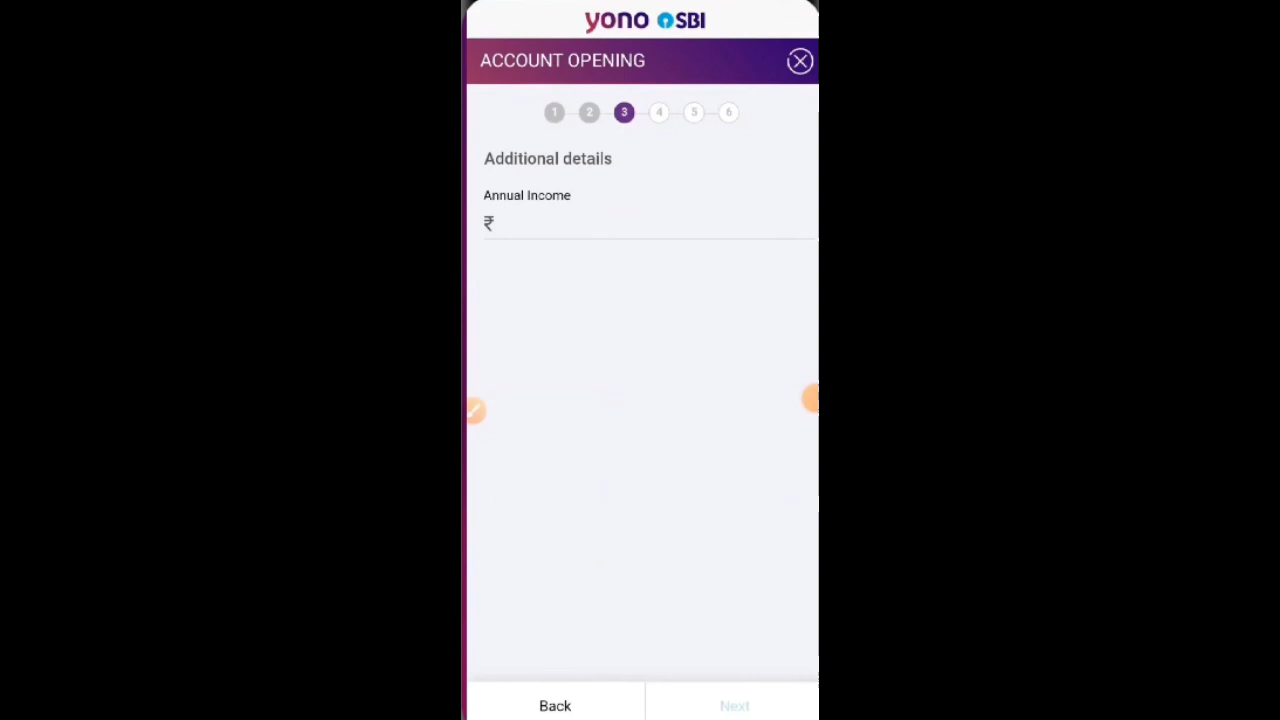 yono SBI
ACCOUNT OPENING
1 2 3 4 5 6
Additional details
Annual Income
₹
Back Next